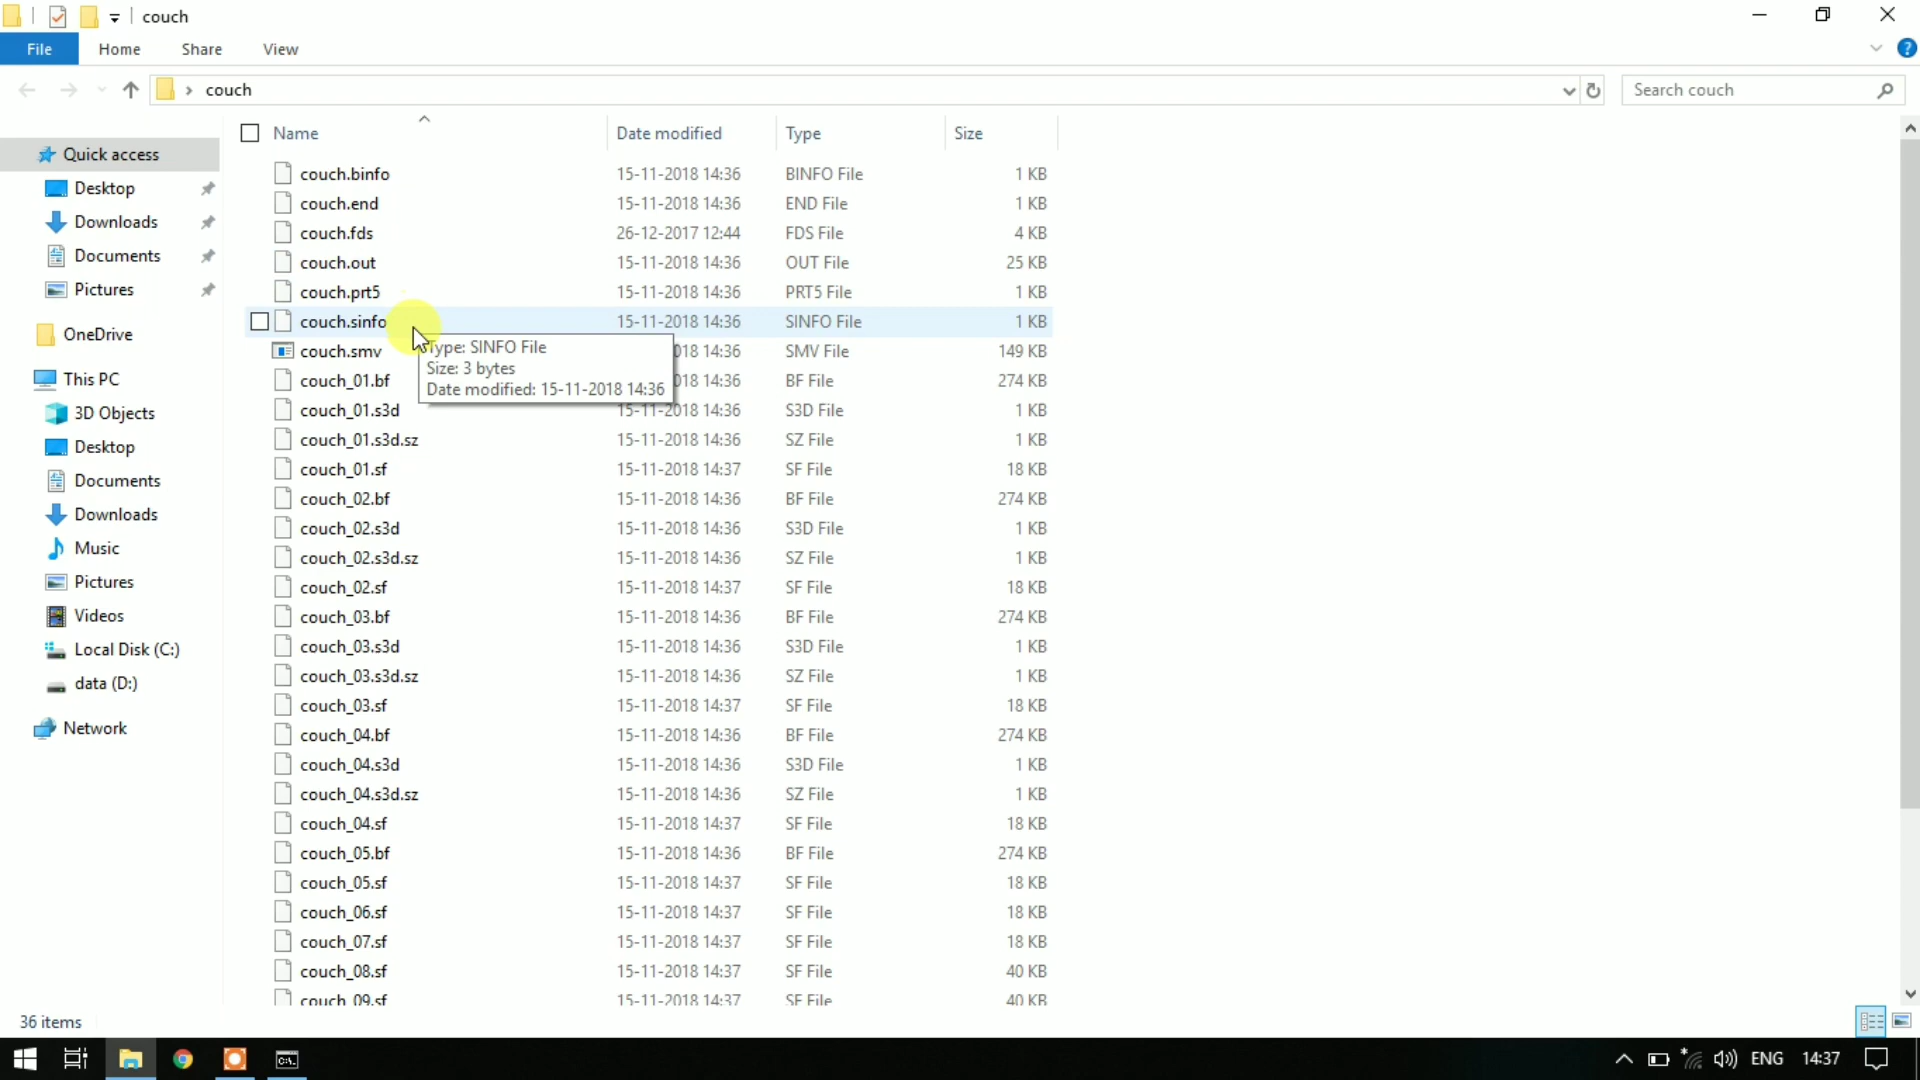 couch
File Home Share View
couch
Search couch
Name Date modified Type Size
Quick access
Desktop
Downloads
Documents
Pictures
OneDrive
This PC
3D Objects
Desktop
Documents
Downloads
Music
Pictures
Videos
Local Disk (C:)
data (D:)
Network
couch.binfo 15-11-2018 14:36 BINFO File 1 KB
couch.end 15-11-2018 14:36 END File 1 KB
couch.fds 26-12-2017 12:44 FDS File 4 KB
couch.out 15-11-2018 14:36 OUT File 25 KB
couch.prt5 15-11-2018 14:36 PRT5 File 1 KB
couch.sinfo 15-11-2018 14:36 SINFO File 1 KB
Type: SINFO File
Size: 3 bytes
Date modified: 15-11-2018 14:36
couch.smv 018 14:36 SMV File 149 KB
couch_01.bf 018 14:36 BF File 274 KB
couch_01.s3d 15-11-2018 14:36 S3D File 1 KB
couch_01.s3d.sz 15-11-2018 14:36 SZ File 1 KB
couch_01.sf 15-11-2018 14:37 SF File 18 KB
couch_02.bf 15-11-2018 14:36 BF File 274 KB
couch_02.s3d 15-11-2018 14:36 S3D File 1 KB
couch_02.s3d.sz 15-11-2018 14:36 SZ File 1 KB
couch_02.sf 15-11-2018 14:37 SF File 18 KB
couch_03.bf 15-11-2018 14:36 BF File 274 KB
couch_03.s3d 15-11-2018 14:36 S3D File 1 KB
couch_03.s3d.sz 15-11-2018 14:36 SZ File 1 KB
couch_03.sf 15-11-2018 14:37 SF File 18 KB
couch_04.bf 15-11-2018 14:36 BF File 274 KB
couch_04.s3d 15-11-2018 14:36 S3D File 1 KB
couch_04.s3d.sz 15-11-2018 14:36 SZ File 1 KB
couch_04.sf 15-11-2018 14:37 SF File 18 KB
couch_05.bf 15-11-2018 14:36 BF File 274 KB
couch_05.sf 15-11-2018 14:37 SF File 18 KB
couch_06.sf 15-11-2018 14:37 SF File 18 KB
couch_07.sf 15-11-2018 14:37 SF File 18 KB
couch_08.sf 15-11-2018 14:37 SF File 40 KB
couch_09.sf 15-11-2018 14:37 SF File 40 KB
36 items
ENG 14:37